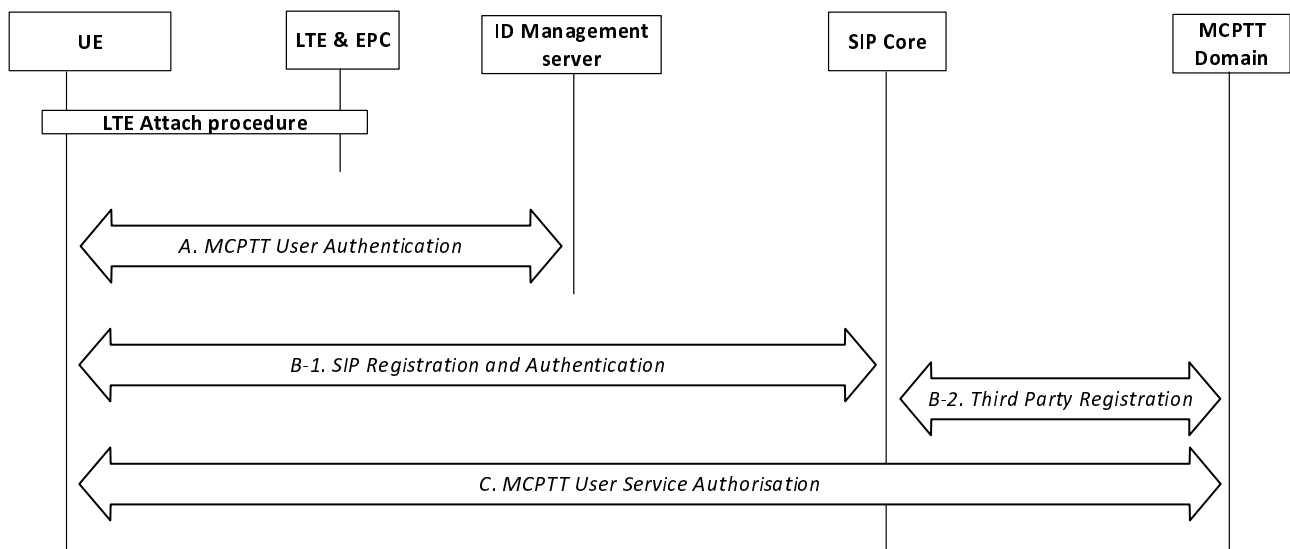 UE
LTE & EPC
ID Management
server
SIP Core
MCPTT
Domain
LTE Attach procedure
A. MCPTT User Authentication
B-1. SIP Registration and Authentication
B-2. Third Party Registration
C. MCPTT User Service Authorisation